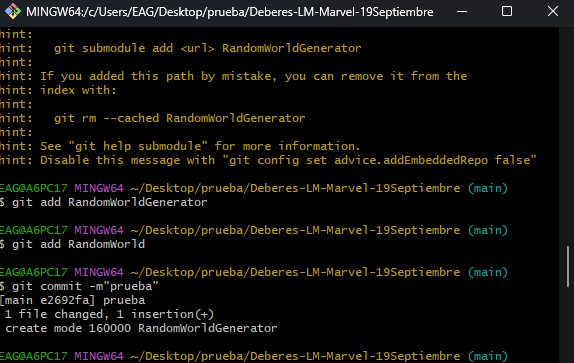 MINGW64:/c/Users/EAG/Desktop/prueba/Deberes-LM-Marvel-19Septiembre
hint:
hint:   git submodule add <url> RandomWorldGenerator
hint:
hint: If you added this path by mistake, you can remove it from the
hint: index with:
hint:
hint:   git rm --cached RandomWorldGenerator
hint:
hint: See "git help submodule" for more information.
hint: Disable this message with "git config set advice.addEmbeddedRepo false"
EAG@A6PC17 MINGW64 ~/Desktop/prueba/Deberes-LM-Marvel-19Septiembre (main)
$ git add RandomWorldGenerator
EAG@A6PC17 MINGW64 ~/Desktop/prueba/Deberes-LM-Marvel-19Septiembre (main)
$ git add RandomWorld
EAG@A6PC17 MINGW64 ~/Desktop/prueba/Deberes-LM-Marvel-19Septiembre (main)
$ git commit -m"prueba"
[main e2692fa] prueba
 1 file changed, 1 insertion(+)
 create mode 160000 RandomWorldGenerator
EAG@A6PC17 MINGW64 ~/Desktop/prueba/Deberes-LM-Marvel-19Septiembre (main)